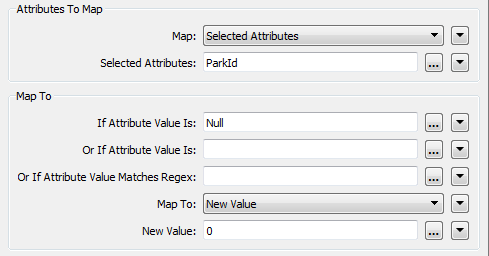 Attributes To Map
Map: Selected Attributes
Selected Attributes: ParkId ...
Map To
If Attribute Value Is: Null ...
Or If Attribute Value Is: ...
Or If Attribute Value Matches Regex: ...
Map To: New Value
New Value: 0 ...